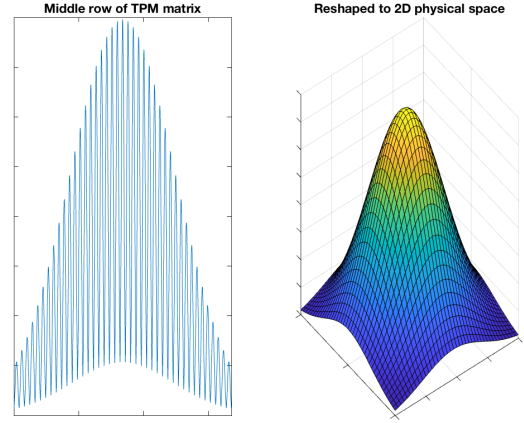 Middle row of TPM matrix
Reshaped to 2D physical space